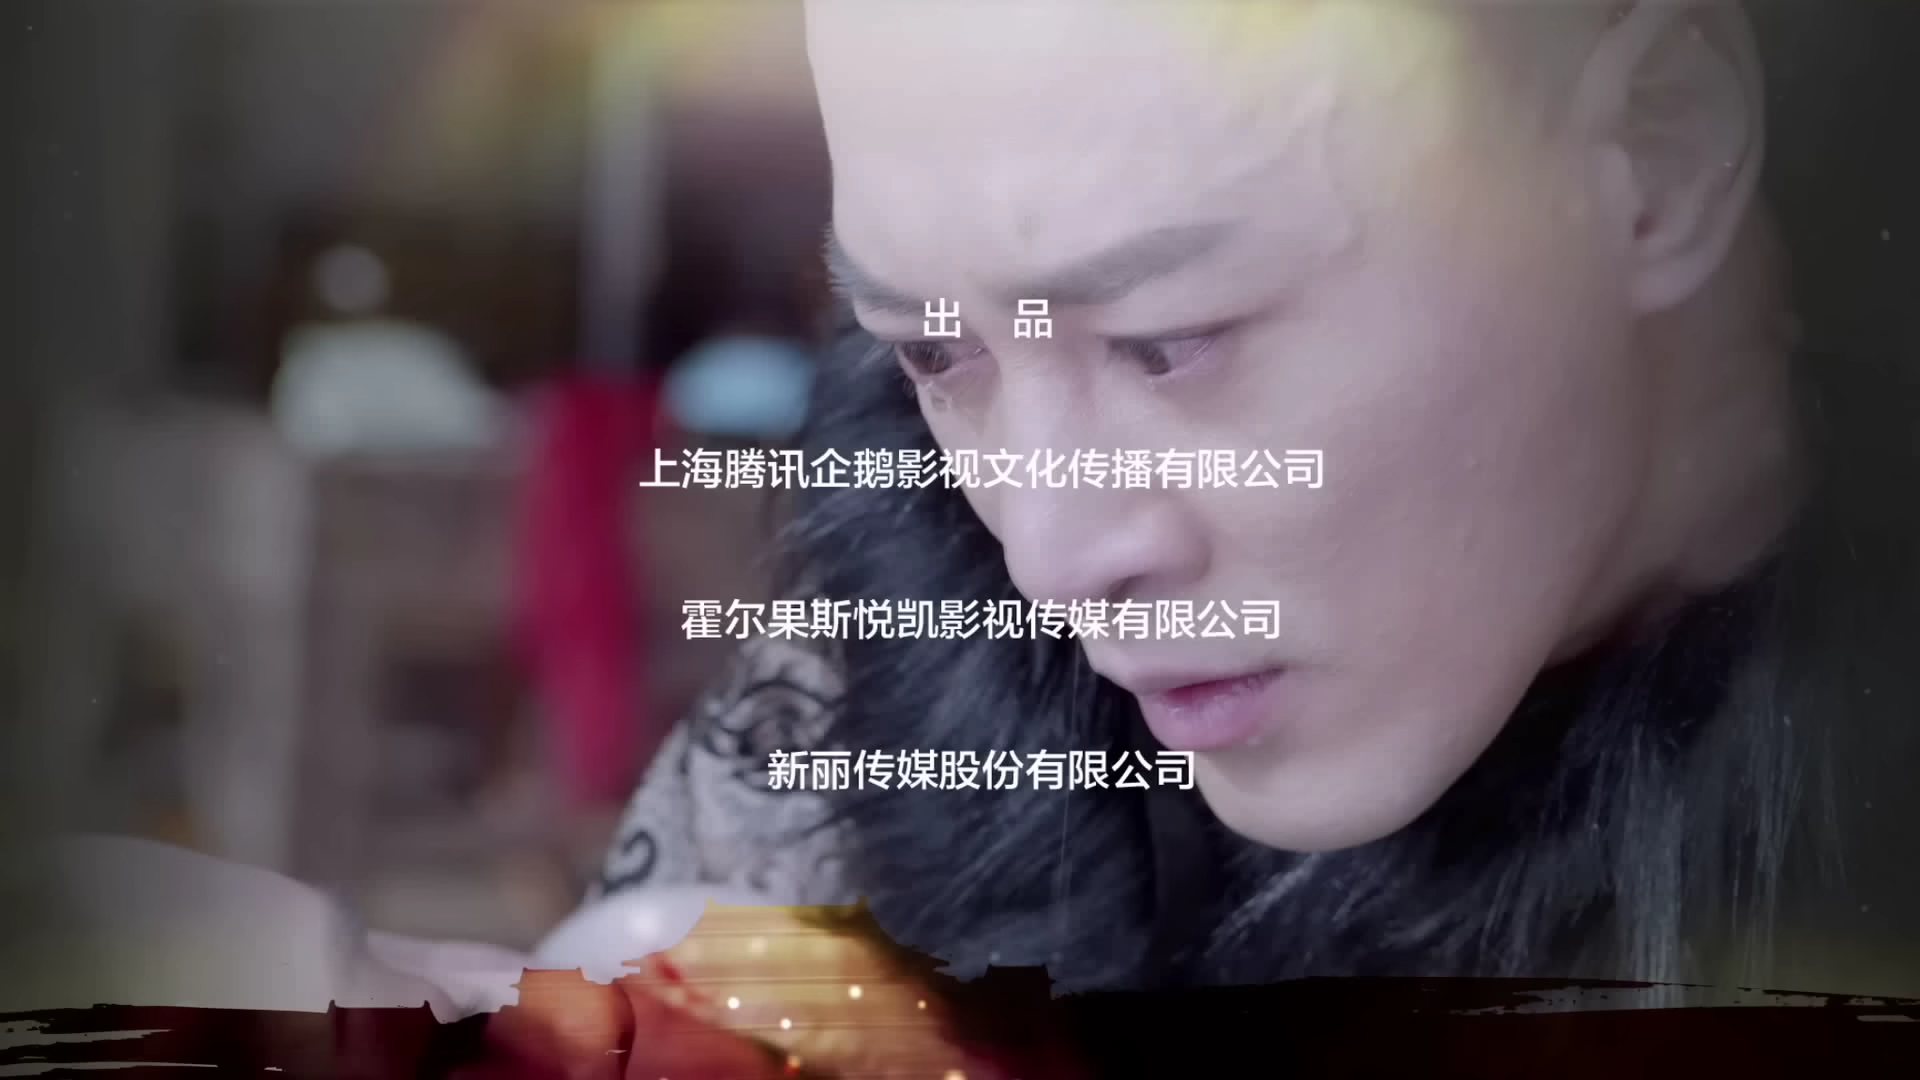 出 品
上海腾讯企鹅影视文化传播有限公司
霍尔果斯悦凯影视传媒有限公司
新丽传媒股份有限公司